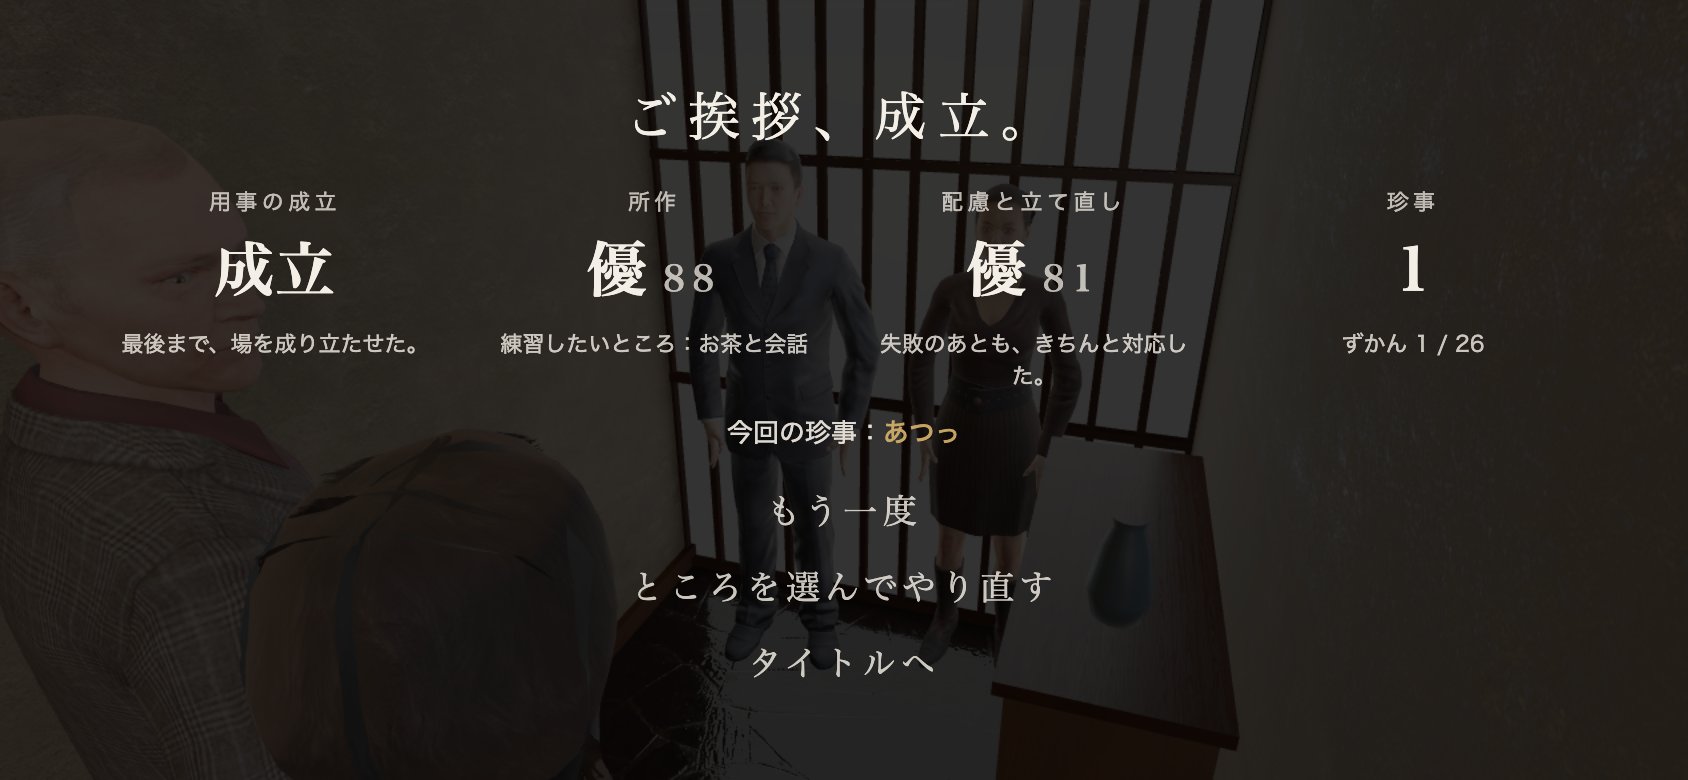 ご挨拶、成立。
用事の成立
成立
最後まで、場を成り立たせた。
所作
優 88
練習したいところ：お茶と会話
配慮と立て直し
優 81
失敗のあとも、きちんと対応し
た。
珍事
1
ずかん 1 / 26
今回の珍事：あつっ
もう一度
ところを選んでやり直す
タイトルへ